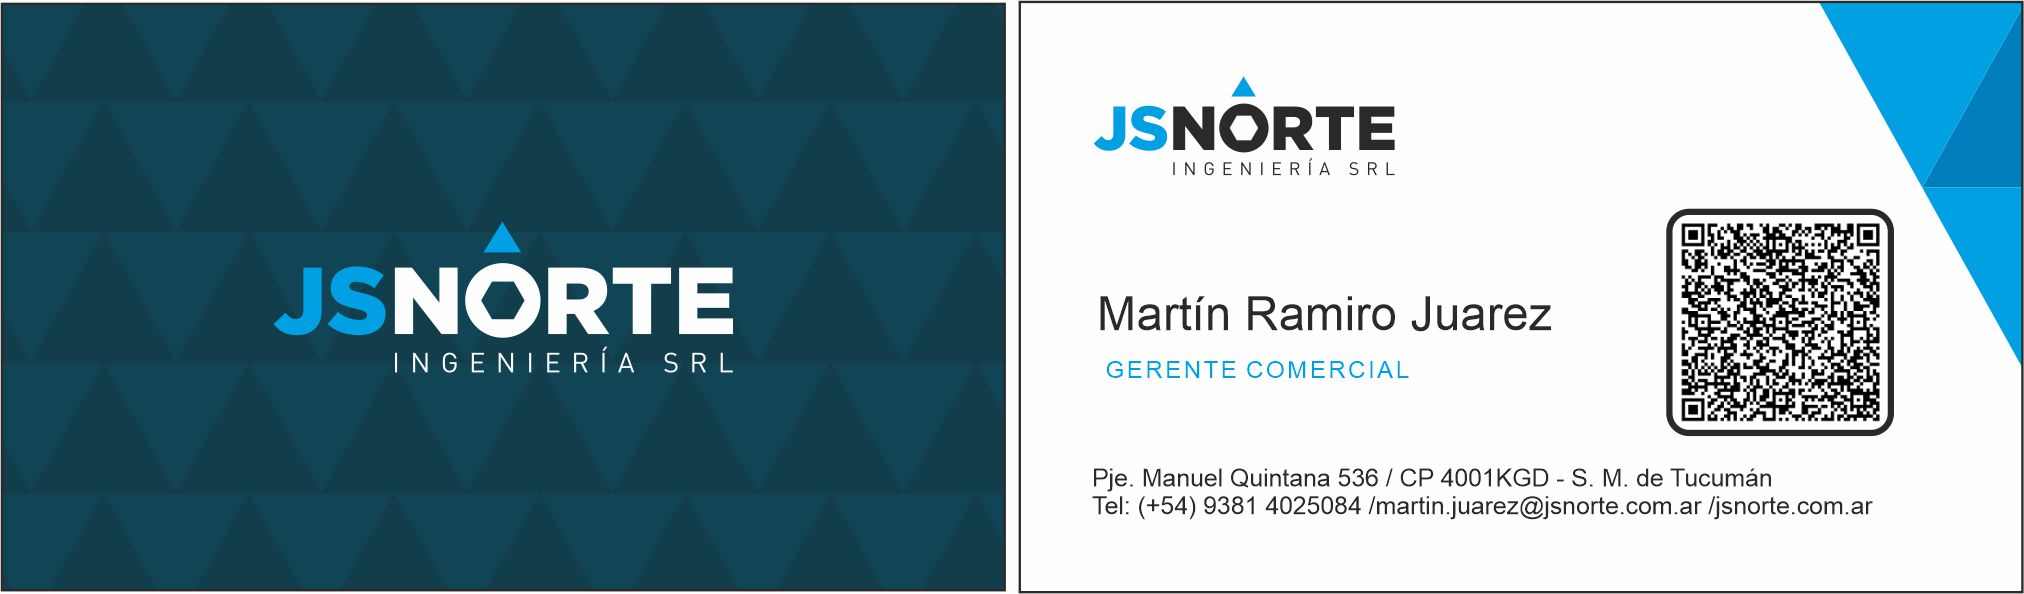 JSNORTE
INGENIERÍA SRL
JSNORTE
INGENIERÍA SRL
Martín Ramiro Juarez
GERENTE COMERCIAL
Pje. Manuel Quintana 536 / CP 4001KGD - S. M. de Tucumán
Tel: (+54) 9381 4025084 /martin.juarez@jsnorte.com.ar /jsnorte.com.ar